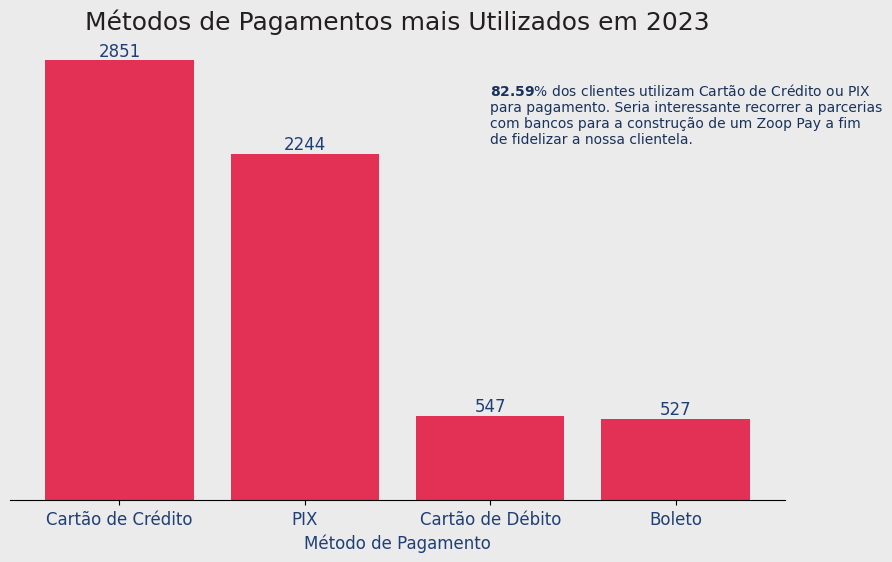 Métodos de Pagamentos mais Utilizados em 2023
2851
82.59% dos clientes utilizam Cartão de Crédito ou PIX
para pagamento. Seria interessante recorrer a parcerias
com bancos para a construção de um Zoop Pay a fim
de fidelizar a nossa clientela.
2244
547
527
Cartão de Crédito
PIX
Cartão de Débito
Boleto
Método de Pagamento